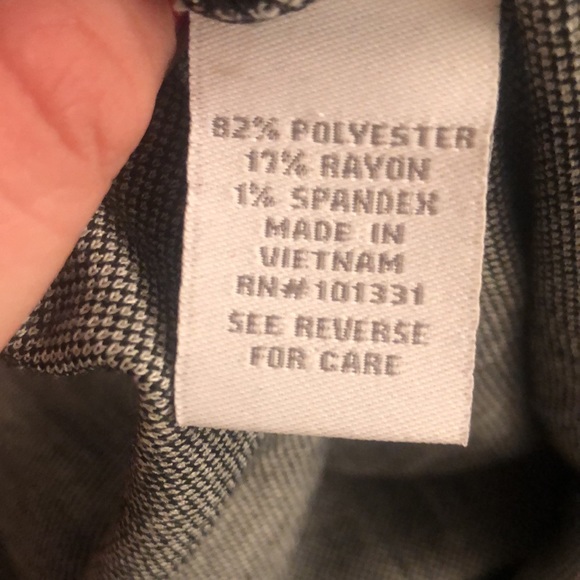 82% POLYESTER
17% RAYON
1% SPANDEX
MADE IN
VIETNAM
RN#101331
SEE REVERSE
FOR CARE